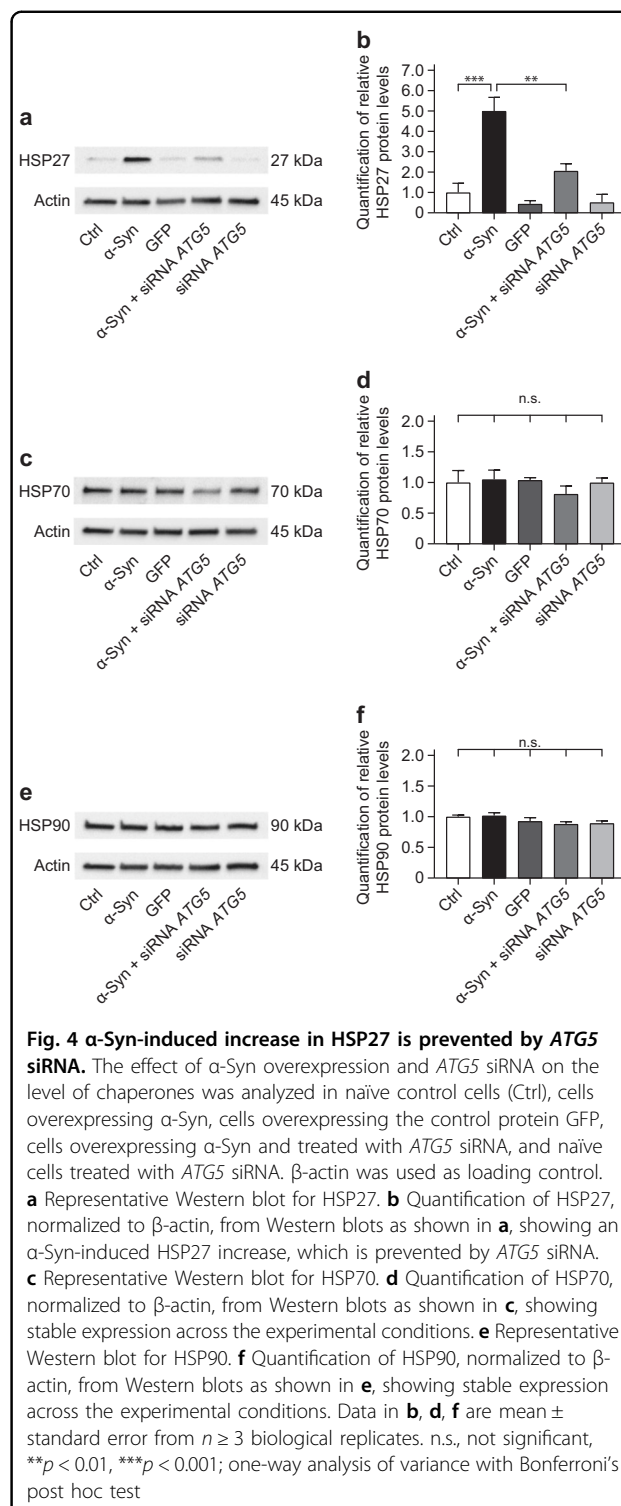 a
HSP27
27 kDa
Actin
45 kDa
Ctrl
α-Syn
GFP
α-Syn + siRNA ATG5
siRNA ATG5
b
Quantification of relative
HSP27 protein levels
7.0
6.0
5.0
4.0
3.0
2.0
1.0
0
***
**
Ctrl
α-Syn
GFP
α-Syn + siRNA ATG5
siRNA ATG5
c
HSP70
70 kDa
Actin
45 kDa
Ctrl
α-Syn
GFP
α-Syn + siRNA ATG5
siRNA ATG5
d
Quantification of relative
HSP70 protein levels
2.0
1.5
1.0
0.5
0
n.s.
Ctrl
α-Syn
GFP
α-Syn + siRNA ATG5
siRNA ATG5
e
HSP90
90 kDa
Actin
45 kDa
Ctrl
α-Syn
GFP
α-Syn + siRNA ATG5
siRNA ATG5
f
Quantification of relative
HSP90 protein levels
2.0
1.5
1.0
0.5
0
n.s.
Ctrl
α-Syn
GFP
α-Syn + siRNA ATG5
siRNA ATG5
Fig. 4 α-Syn-induced increase in HSP27 is prevented by ATG5
siRNA. The effect of α-Syn overexpression and ATG5 siRNA on the
level of chaperones was analyzed in naïve control cells (Ctrl), cells
overexpressing α-Syn, cells overexpressing the control protein GFP,
cells overexpressing α-Syn and treated with ATG5 siRNA, and naïve
cells treated with ATG5 siRNA. β-actin was used as loading control.
a Representative Western blot for HSP27. b Quantification of HSP27,
normalized to β-actin, from Western blots as shown in a, showing an
α-Syn-induced HSP27 increase, which is prevented by ATG5 siRNA.
c Representative Western blot for HSP70. d Quantification of HSP70,
normalized to β-actin, from Western blots as shown in c, showing
stable expression across the experimental conditions. e Representative
Western blot for HSP90. f Quantification of HSP90, normalized to β-
actin, from Western blots as shown in e, showing stable expression
across the experimental conditions. Data in b, d, f are mean ±
standard error from n ≥ 3 biological replicates. n.s., not significant,
**p < 0.01, ***p < 0.001; one-way analysis of variance with Bonferroni's
post hoc test